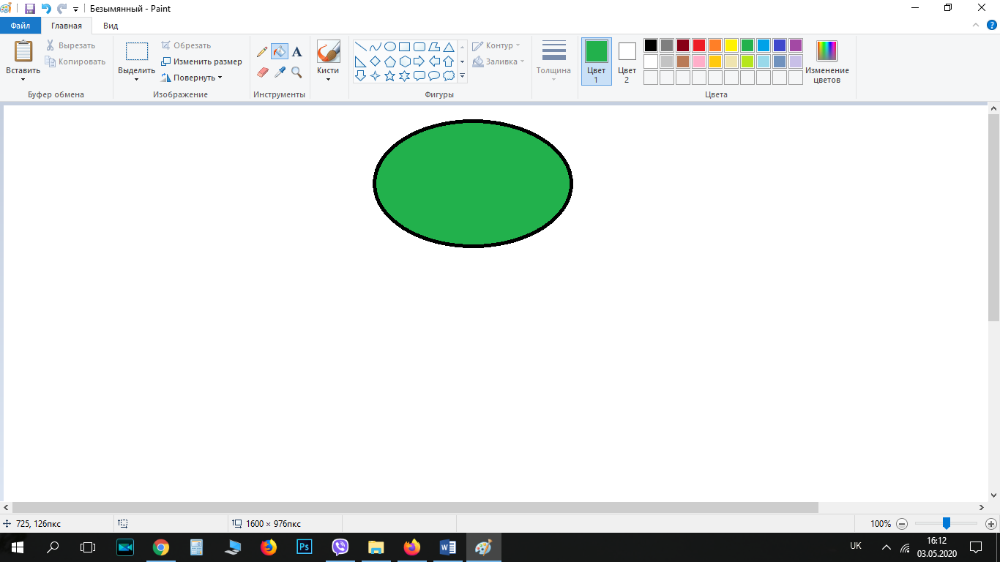 Безымянный - Paint
Файл
Главная
Вид
Вставить
Вырезать
Копировать
Буфер обмена
Выделить
Обрезать
Изменить размер
Повернуть
Изображение
A
Инструменты
Кисти
Фигуры
Контур
Заливка
Толщина
Цвет
1
Цвет
2
Изменение
цветов
Цвета
725, 126пкс
1600 × 976пкс
100%
Ps
W
UK
16:12
03.05.2020